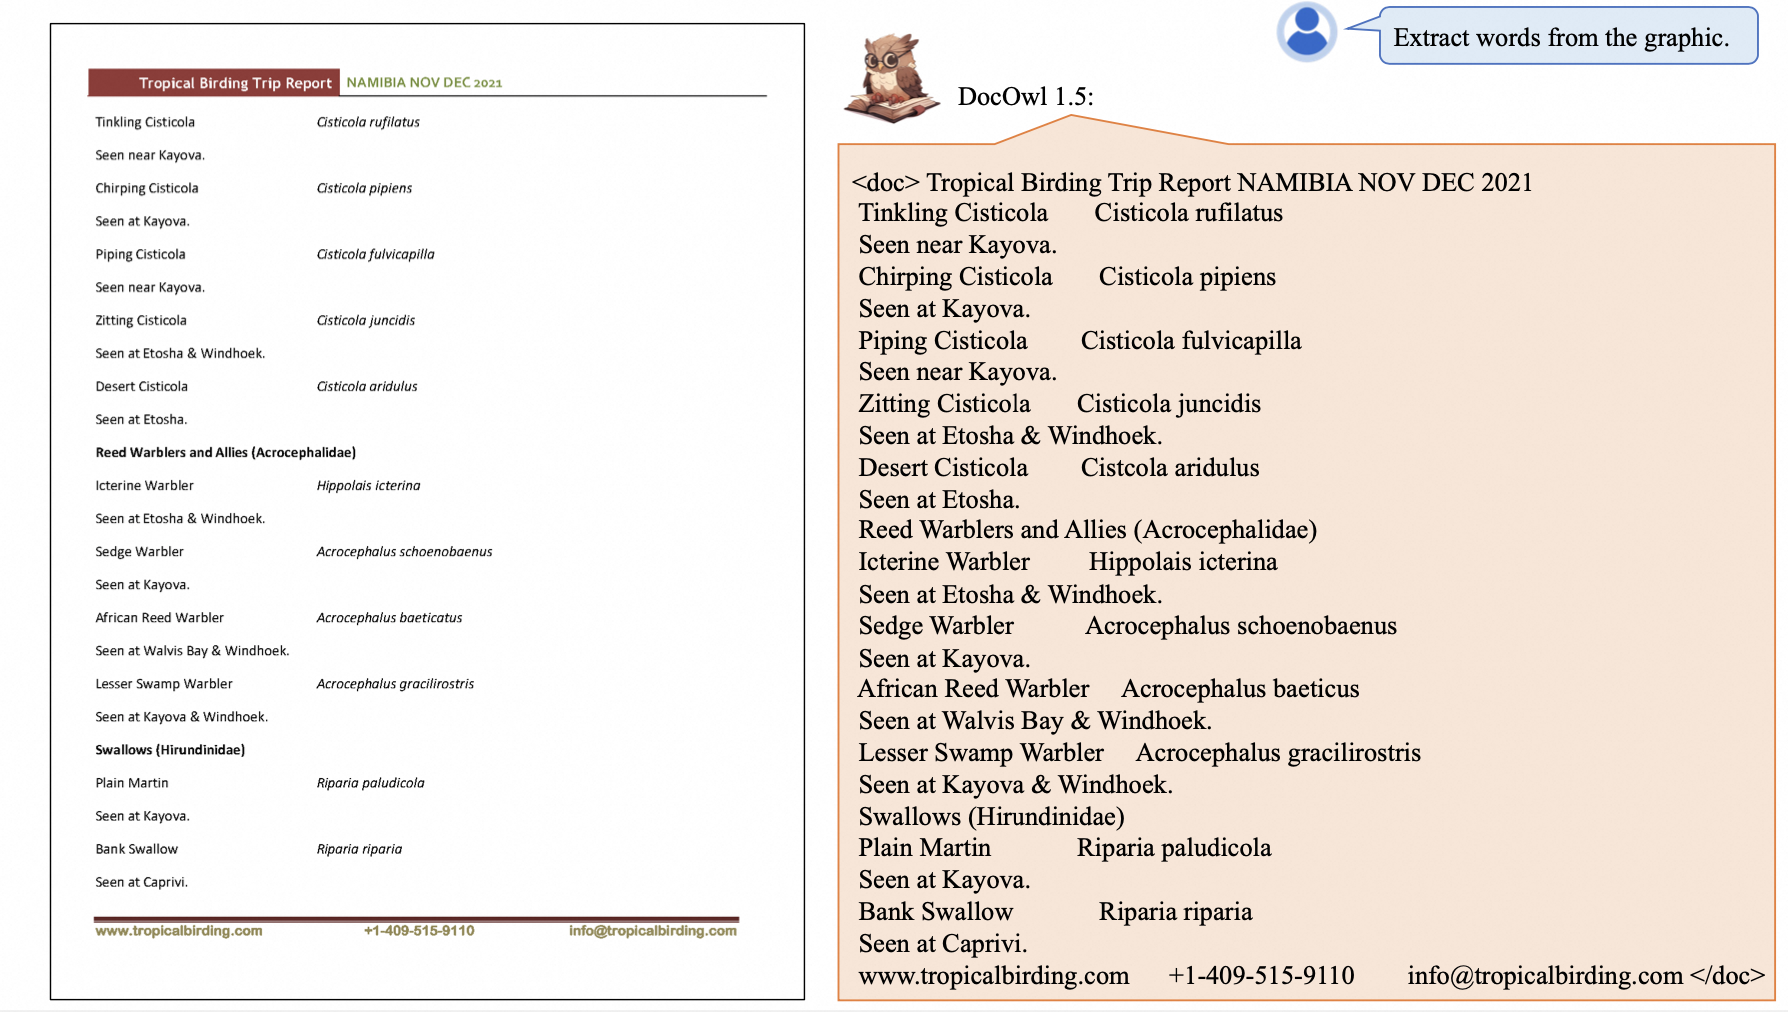 Tropical Birding Trip Report NAMIBIA NOV DEC 2021
Tinkling Cisticola Cisticola rufilatus
Seen near Kayova.
Chirping Cisticola Cisticola pipiens
Seen at Kayova.
Piping Cisticola Cisticola fulvicapilla
Seen near Kayova.
Zitting Cisticola Cisticola juncidis
Seen at Etosha & Windhoek.
Desert Cisticola Cisticola aridulus
Seen at Etosha.
Reed Warblers and Allies (Acrocephalidae)
Icterine Warbler Hippolais icterina
Seen at Etosha & Windhoek.
Sedge Warbler Acrocephalus schoenobaenus
Seen at Kayova.
African Reed Warbler Acrocephalus baeticatus
Seen at Walvis Bay & Windhoek.
Lesser Swamp Warbler Acrocephalus gracilirostris
Seen at Kayova & Windhoek.
Swallows (Hirundinidae)
Plain Martin Riparia paludicola
Seen at Kayova.
Bank Swallow Riparia riparia
Seen at Caprivi.
www.tropicalbirding.com +1-409-515-9110 info@tropicalbirding.com
Extract words from the graphic.
DocOwl 1.5:
<doc> Tropical Birding Trip Report NAMIBIA NOV DEC 2021
Tinkling Cisticola Cisticola rufilatus
Seen near Kayova.
Chirping Cisticola Cisticola pipiens
Seen at Kayova.
Piping Cisticola Cisticola fulvicapilla
Seen near Kayova.
Zitting Cisticola Cisticola juncidis
Seen at Etosha & Windhoek.
Desert Cisticola Cistcola aridulus
Seen at Etosha.
Reed Warblers and Allies (Acrocephalidae)
Icterine Warbler Hippolais icterina
Seen at Etosha & Windhoek.
Sedge Warbler Acrocephalus schoenobaenus
Seen at Kayova.
African Reed Warbler Acrocephalus baeticus
Seen at Walvis Bay & Windhoek.
Lesser Swamp Warbler Acrocephalus gracilirostris
Seen at Kayova & Windhoek.
Swallows (Hirundinidae)
Plain Martin Riparia paludicola
Seen at Kayova.
Bank Swallow Riparia riparia
Seen at Caprivi.
www.tropicalbirding.com +1-409-515-9110 info@tropicalbirding.com </doc>